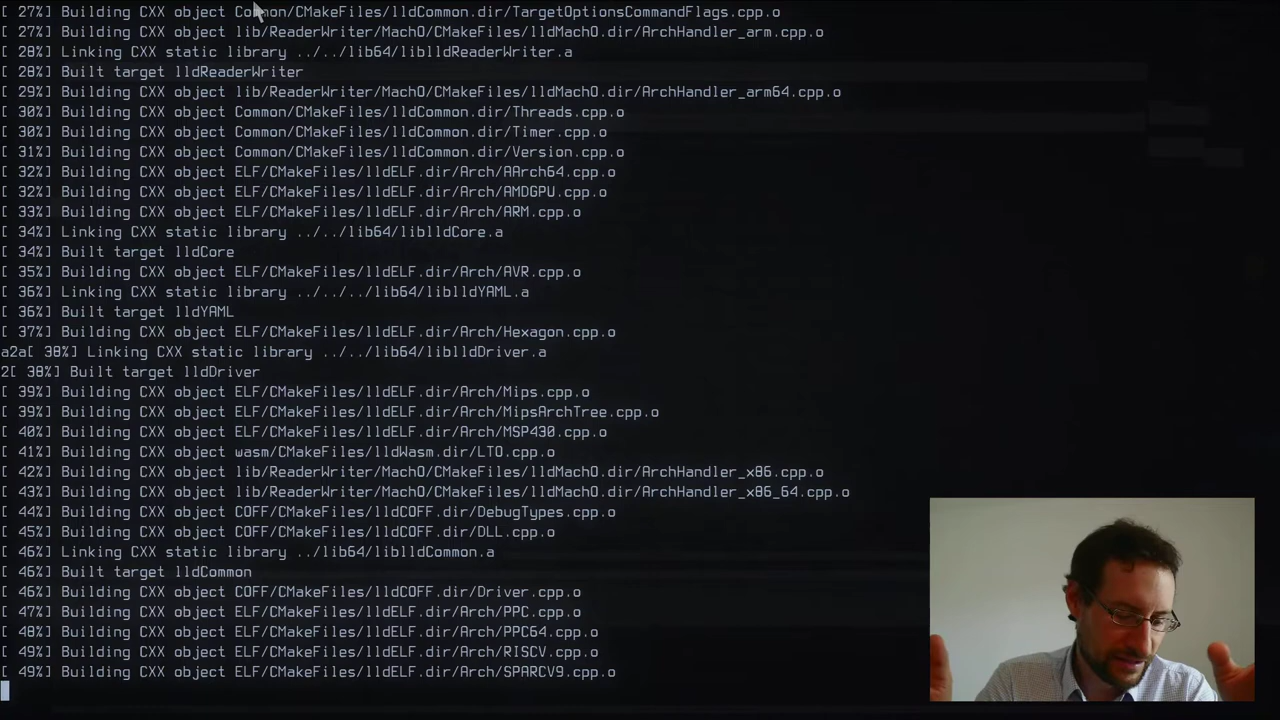 [ 27%] Building CXX object Common/CMakeFiles/lldCommon.dir/TargetOptionsCommandFlags.cpp.o
[ 27%] Building CXX object lib/ReaderWriter/MachO/CMakeFiles/lldMachO.dir/ArchHandler_arm.cpp.o
[ 28%] Linking CXX static library ../../lib64/liblldReaderWriter.a
[ 28%] Built target lldReaderWriter
[ 29%] Building CXX object lib/ReaderWriter/MachO/CMakeFiles/lldMachO.dir/ArchHandler_arm64.cpp.o
[ 30%] Building CXX object Common/CMakeFiles/lldCommon.dir/Threads.cpp.o
[ 30%] Building CXX object Common/CMakeFiles/lldCommon.dir/Timer.cpp.o
[ 31%] Building CXX object Common/CMakeFiles/lldCommon.dir/Version.cpp.o
[ 32%] Building CXX object ELF/CMakeFiles/lldELF.dir/Arch/AArch64.cpp.o
[ 32%] Building CXX object ELF/CMakeFiles/lldELF.dir/Arch/AMDGPU.cpp.o
[ 33%] Building CXX object ELF/CMakeFiles/lldELF.dir/Arch/ARM.cpp.o
[ 34%] Linking CXX static library ../../lib64/liblldCore.a
[ 34%] Built target lldCore
[ 35%] Building CXX object ELF/CMakeFiles/lldELF.dir/Arch/AVR.cpp.o
[ 36%] Linking CXX static library ../../../lib64/liblldYAML.a
[ 36%] Built target lldYAML
[ 37%] Building CXX object ELF/CMakeFiles/lldELF.dir/Arch/Hexagon.cpp.o
a2a[ 38%] Linking CXX static library ../../lib64/liblldDriver.a
2[ 38%] Built target lldDriver
[ 39%] Building CXX object ELF/CMakeFiles/lldELF.dir/Arch/Mips.cpp.o
[ 39%] Building CXX object ELF/CMakeFiles/lldELF.dir/Arch/MipsArchTree.cpp.o
[ 40%] Building CXX object ELF/CMakeFiles/lldELF.dir/Arch/MSP430.cpp.o
[ 41%] Building CXX object wasm/CMakeFiles/lldWasm.dir/LTO.cpp.o
[ 42%] Building CXX object lib/ReaderWriter/MachO/CMakeFiles/lldMachO.dir/ArchHandler_x86.cpp.o
[ 43%] Building CXX object lib/ReaderWriter/MachO/CMakeFiles/lldMachO.dir/ArchHandler_x86_64.cpp.o
[ 44%] Building CXX object COFF/CMakeFiles/lldCOFF.dir/DebugTypes.cpp.o
[ 45%] Building CXX object COFF/CMakeFiles/lldCOFF.dir/DLL.cpp.o
[ 46%] Linking CXX static library ../lib64/liblldCommon.a
[ 46%] Built target lldCommon
[ 46%] Building CXX object COFF/CMakeFiles/lldCOFF.dir/Driver.cpp.o
[ 47%] Building CXX object ELF/CMakeFiles/lldELF.dir/Arch/PPC.cpp.o
[ 48%] Building CXX object ELF/CMakeFiles/lldELF.dir/Arch/PPC64.cpp.o
[ 49%] Building CXX object ELF/CMakeFiles/lldELF.dir/Arch/RISCV.cpp.o
[ 49%] Building CXX object ELF/CMakeFiles/lldELF.dir/Arch/SPARCV9.cpp.o